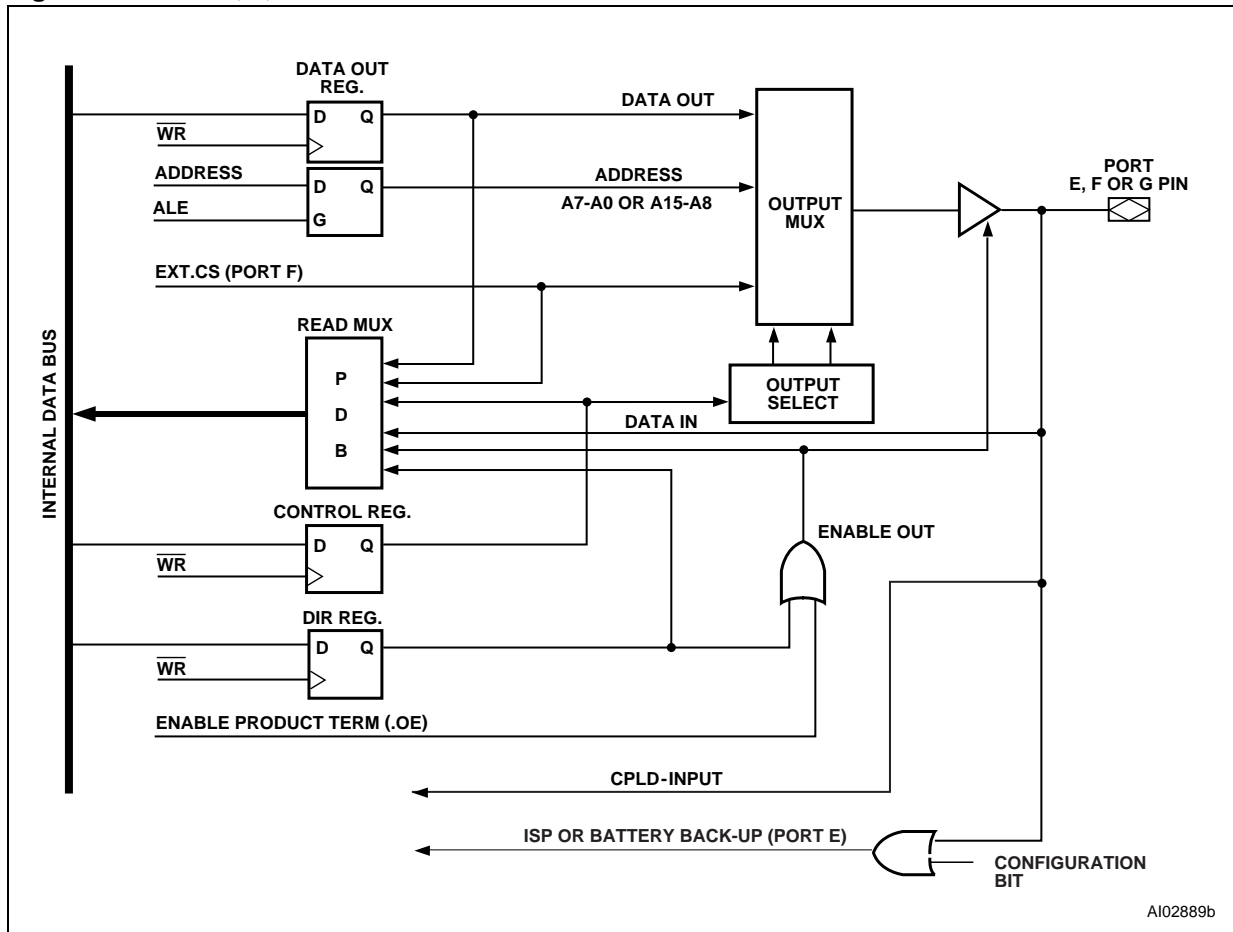 DATA OUT
REG.
D Q
DATA OUT
WR
ADDRESS
D Q
ADDRESS
A7-A0 OR A15-A8
ALE
G
OUTPUT
MUX
PORT
E, F OR G PIN
EXT.CS (PORT F)
READ MUX
P
D
B
OUTPUT
SELECT
DATA IN
INTERNAL DATA BUS
CONTROL REG.
D Q
WR
ENABLE OUT
DIR REG.
D Q
WR
ENABLE PRODUCT TERM (.OE)
CPLD-INPUT
ISP OR BATTERY BACK-UP (PORT E)
CONFIGURATION
BIT
AI02889b